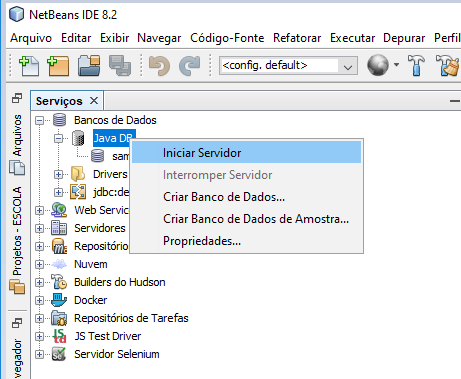 NetBeans IDE 8.2
Arquivo Editar Exibir Navegar Código-Fonte Refatorar Executar Depurar Perfil
<config. default>
Serviços
Arquivos
Projetos - ESCOLA
vegador
Bancos de Dados
Java DB
sam
Drivers
jdbc:de
Web Servic
Servidores
Repositóri
Nuvem
Builders do Hudson
Docker
Repositórios de Tarefas
JS Test Driver
Servidor Selenium
Iniciar Servidor
Interromper Servidor
Criar Banco de Dados...
Criar Banco de Dados de Amostra...
Propriedades...